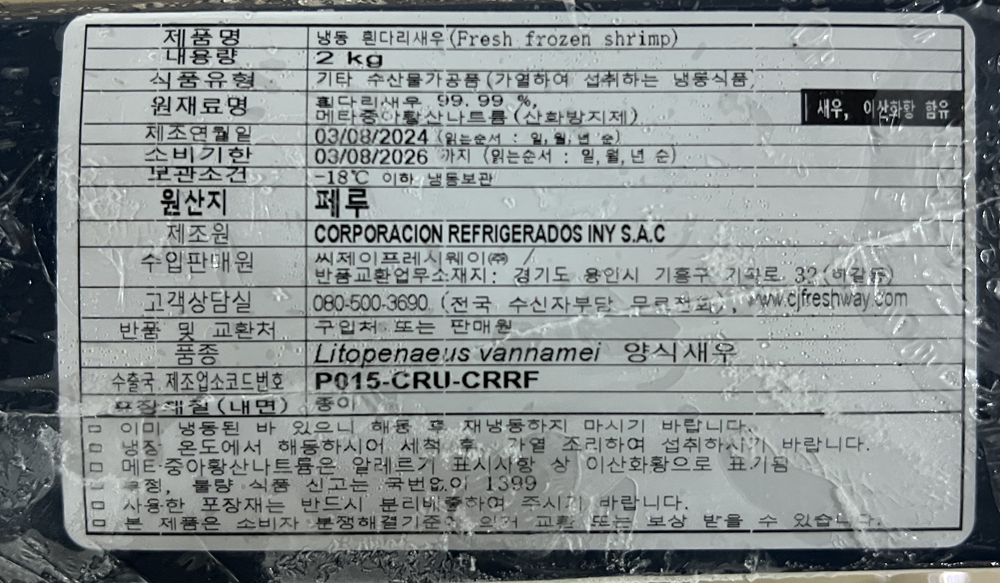 제품명 냉동 흰다리새우(Fresh frozen shrimp)
내용량 2 kg
식품유형 기타 수산물가공품(가열하여 섭취하는 냉동식품
원재료명 흰다리새우 99.99 %,
메타중아황산나트륨(산화방지제)
새우, 이산화황 함유
제조연월일 03/08/2024 (읽는순서 : 일,월,년 순)
소비기한 03/08/2026 까지 (읽는순서 : 일,월,년 순)
보관조건 -18℃ 이하 냉동보관
원산지 페루
제조원 CORPORACION REFRIGERADOS INY S.A.C
수입판매원 씨제이프레시웨이㈜
반품교환업무소재지: 경기도 용인시 기흥구 기곡로 32
고객상담실 080-500-3690 (전국 수신자부담 무료전화), www.cjfreshway.com
반품 및 교환처 구입처 또는 판매원
품종 Litopenaeus vannamei 양식새우
수출국 제조업소코드번호 P015-CRU-CRRF
포장재질(내면) 종이
□ 이미 냉동된 바 있으니 해동 후 재냉동하지 마시기 바랍니다.
□ 냉장 온도에서 해동하시어 세척 후 가열 조리하여 섭취하시기 바랍니다.
□ 메타중아황산나트륨은 알레르기 표시사항 상 이산화황으로 표기됨
□ 부정, 불량 식품 신고는 국번없이 1399
□ 사용한 포장재는 반드시 분리배출하여 주시기 바랍니다.
□ 본 제품은 소비자 분쟁해결기준에 의거 교환 또는 보상 받을 수 있습니다.